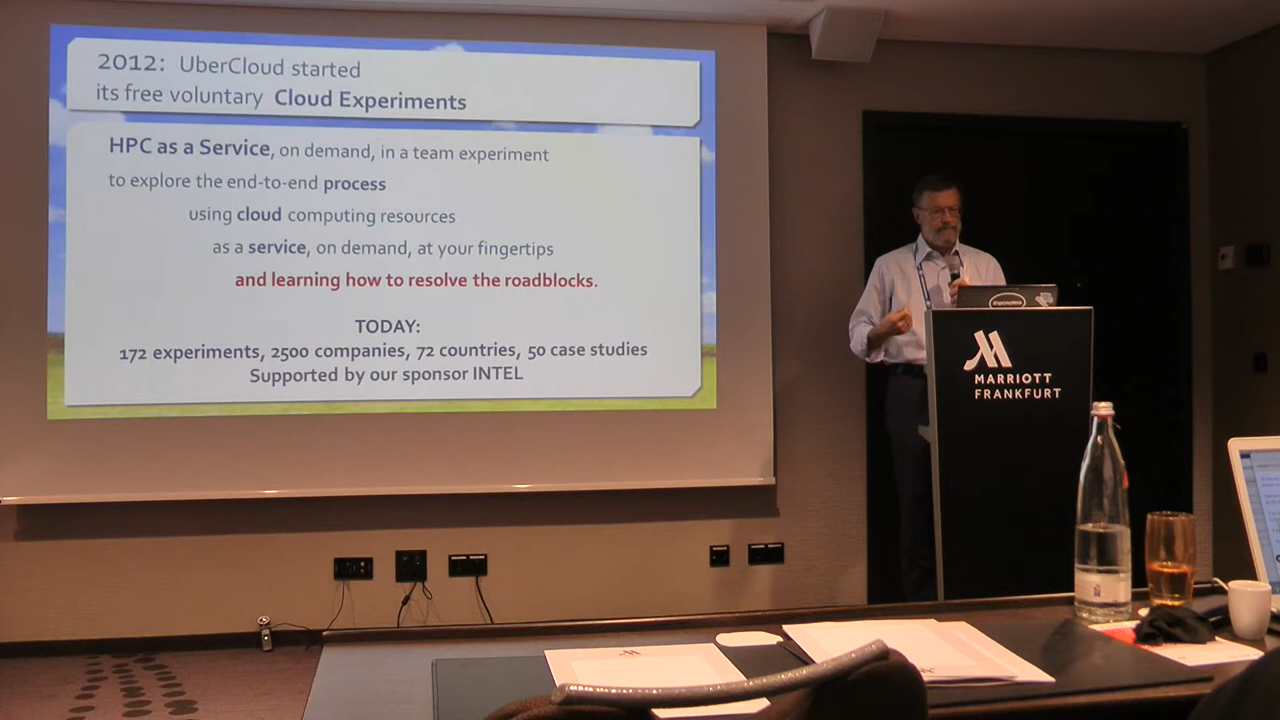 2012: UberCloud started
its free voluntary Cloud Experiments
HPC as a Service, on demand, in a team experiment
to explore the end-to-end process
using cloud computing resources
as a service, on demand, at your fingertips
and learning how to resolve the roadblocks.
TODAY:
172 experiments, 2500 companies, 72 countries, 50 case studies
Supported by our sponsor INTEL
MARRIOTT
FRANKFURT